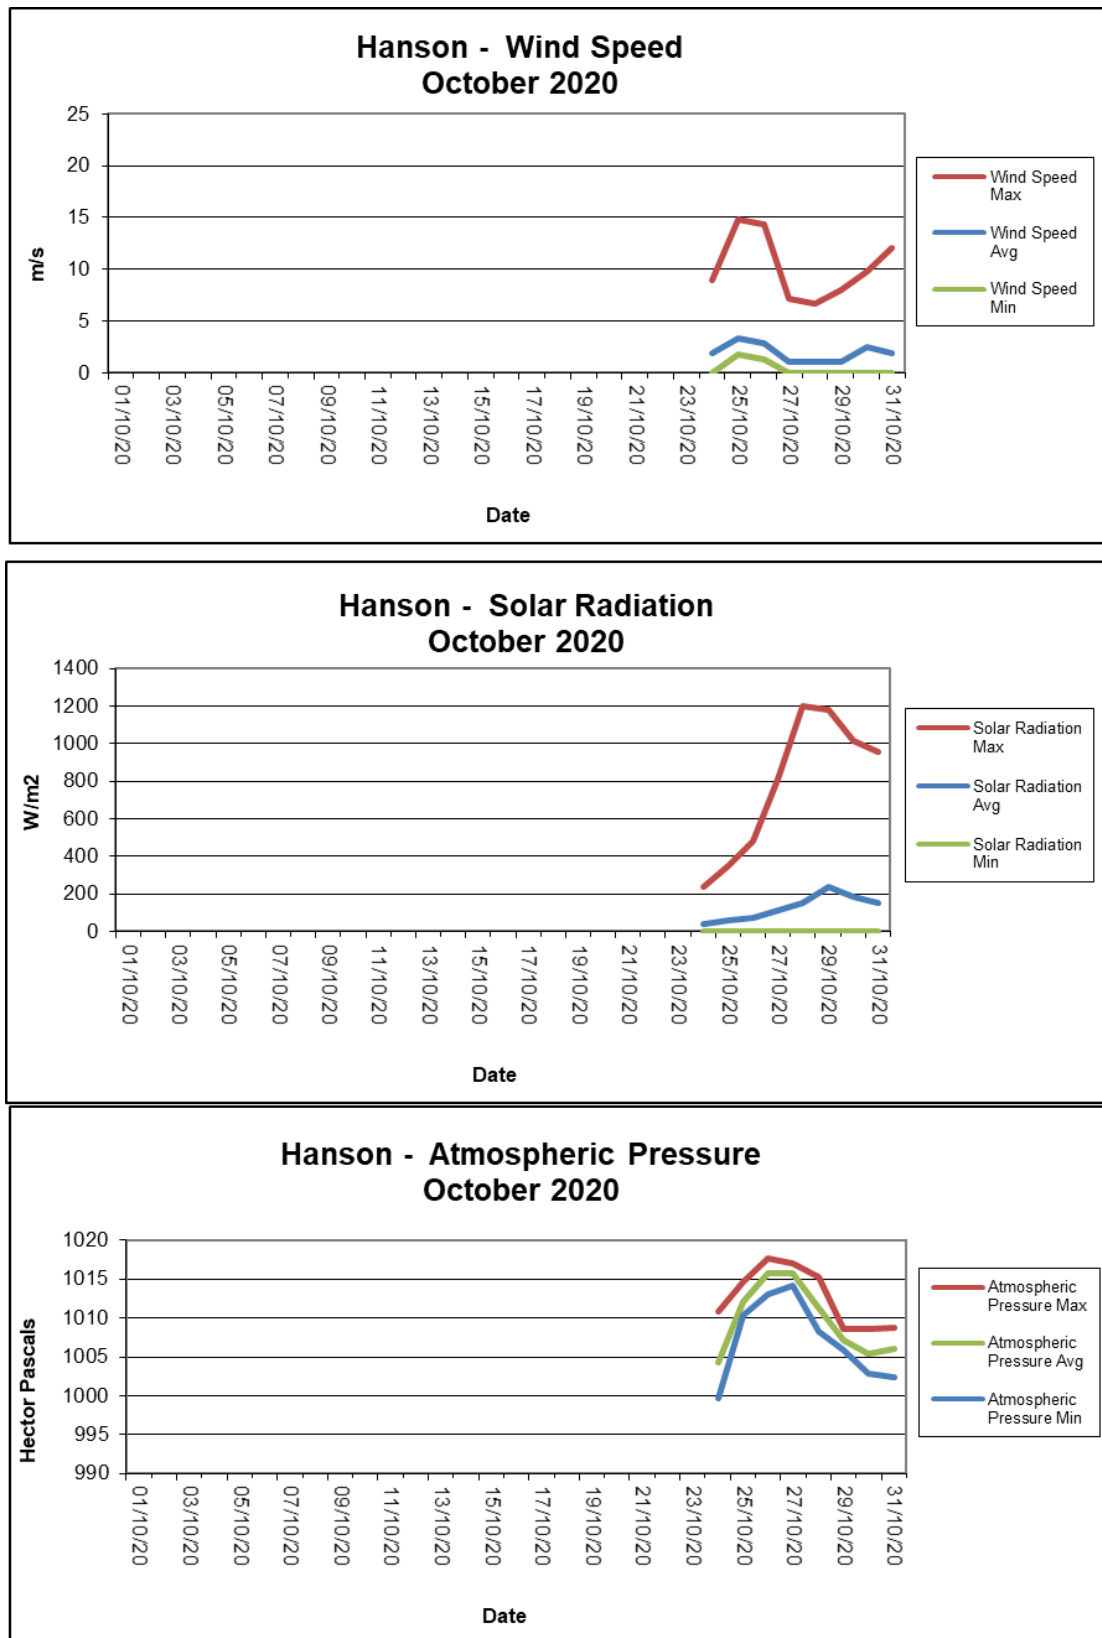 Hanson - Wind Speed
October 2020
25
20
15
10
5
0
m/s
01/10/20
03/10/20
05/10/20
07/10/20
09/10/20
11/10/20
13/10/20
15/10/20
17/10/20
19/10/20
21/10/20
23/10/20
25/10/20
27/10/20
29/10/20
31/10/20
Date
Wind Speed
Max
Wind Speed
Avg
Wind Speed
Min
Hanson - Solar Radiation
October 2020
1400
1200
1000
800
600
400
200
0
W/m2
01/10/20
03/10/20
05/10/20
07/10/20
09/10/20
11/10/20
13/10/20
15/10/20
17/10/20
19/10/20
21/10/20
23/10/20
25/10/20
27/10/20
29/10/20
31/10/20
Date
Solar Radiation
Max
Solar Radiation
Avg
Solar Radiation
Min
Hanson - Atmospheric Pressure
October 2020
1020
1015
1010
1005
1000
995
990
Hector Pascals
01/10/20
03/10/20
05/10/20
07/10/20
09/10/20
11/10/20
13/10/20
15/10/20
17/10/20
19/10/20
21/10/20
23/10/20
25/10/20
27/10/20
29/10/20
31/10/20
Date
Atmospheric
Pressure Max
Atmospheric
Pressure Avg
Atmospheric
Pressure Min